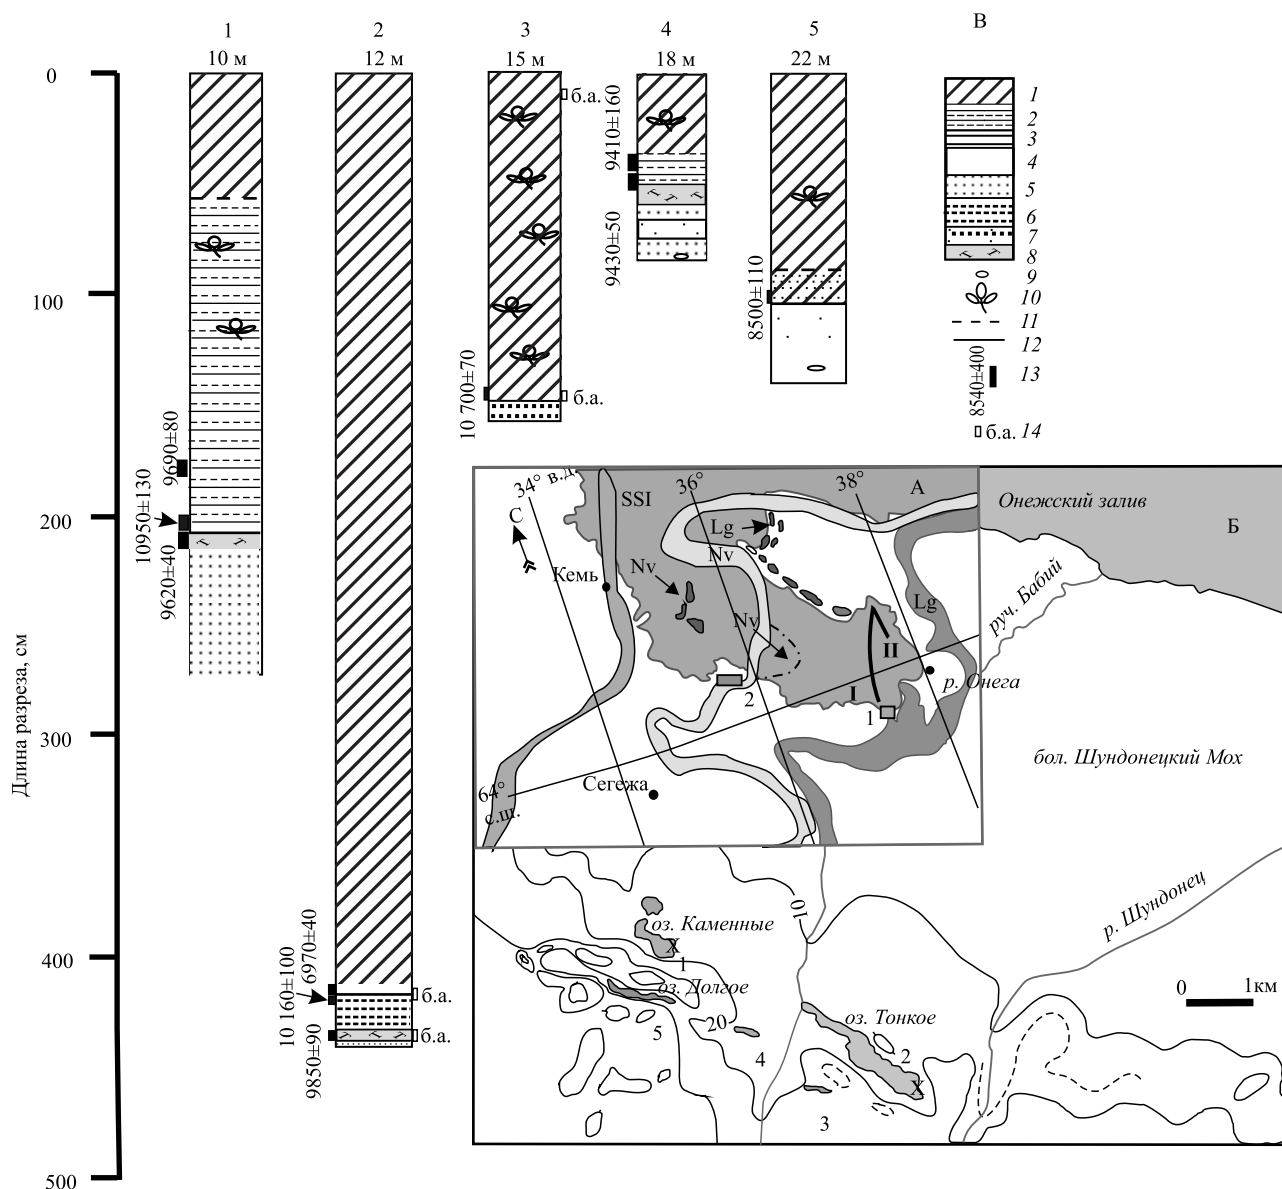 1
2
3
4
5
В
10 м
12 м
15 м
18 м
22 м
0
100
200
300
400
500
Длина разреза, см
9690±80
10950±130
9620±40
6970±40
10 160±100
9850±90
б.а.
б.а.
б.а.
б.а.
10 700±70
9410±160
9430±50
8500±110
1
2
3
4
5
6
7
8
9
10
11
12
8540±400
13
б.а. 14
34° в.д.
SSI
36°
38°
А
Онежский залив
С
Lg
Б
Nv
Кемь
Nv
Lg
руч. Бабий
Nv
II
I
р. Онега
2
1
бол. Шундонецкий Мох
64°
с.ш.
Сегежа
10
р. Шундонец
оз. Каменные
X
1
оз. Долгое
0
1км
20
оз. Тонкое
5
4
2
X
3